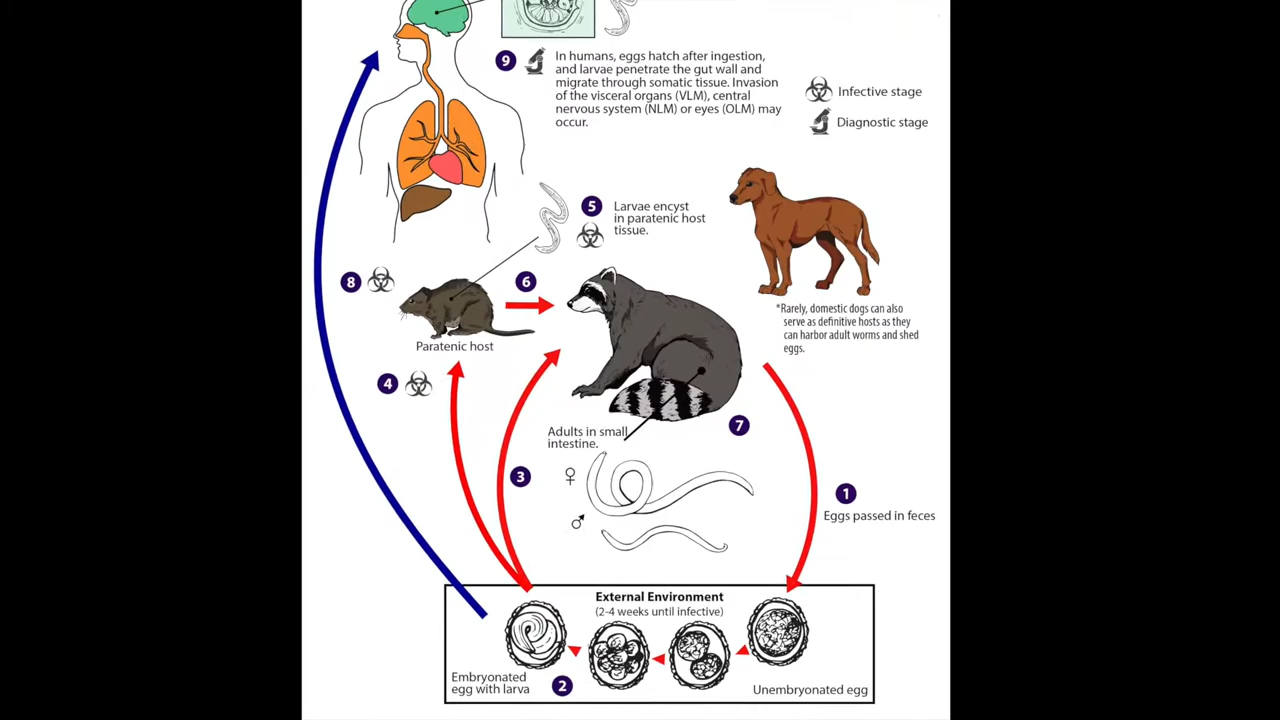 9
In humans, eggs hatch after ingestion,
and larvae penetrate the gut wall and
migrate through somatic tissue. Invasion
of the visceral organs (VLM), central
nervous system (NLM) or eyes (OLM) may
occur.
Infective stage
Diagnostic stage
5
Larvae encyst
in paratenic host
tissue.
8
6
Paratenic host
*Rarely, domestic dogs can also
serve as definitive hosts as they
can harbor adult worms and shed
eggs.
4
7
Adults in small
intestine.
3
♀
♂
1
Eggs passed in feces
External Environment
(2-4 weeks until infective)
Embryonated
egg with larva
2
Unembryonated egg